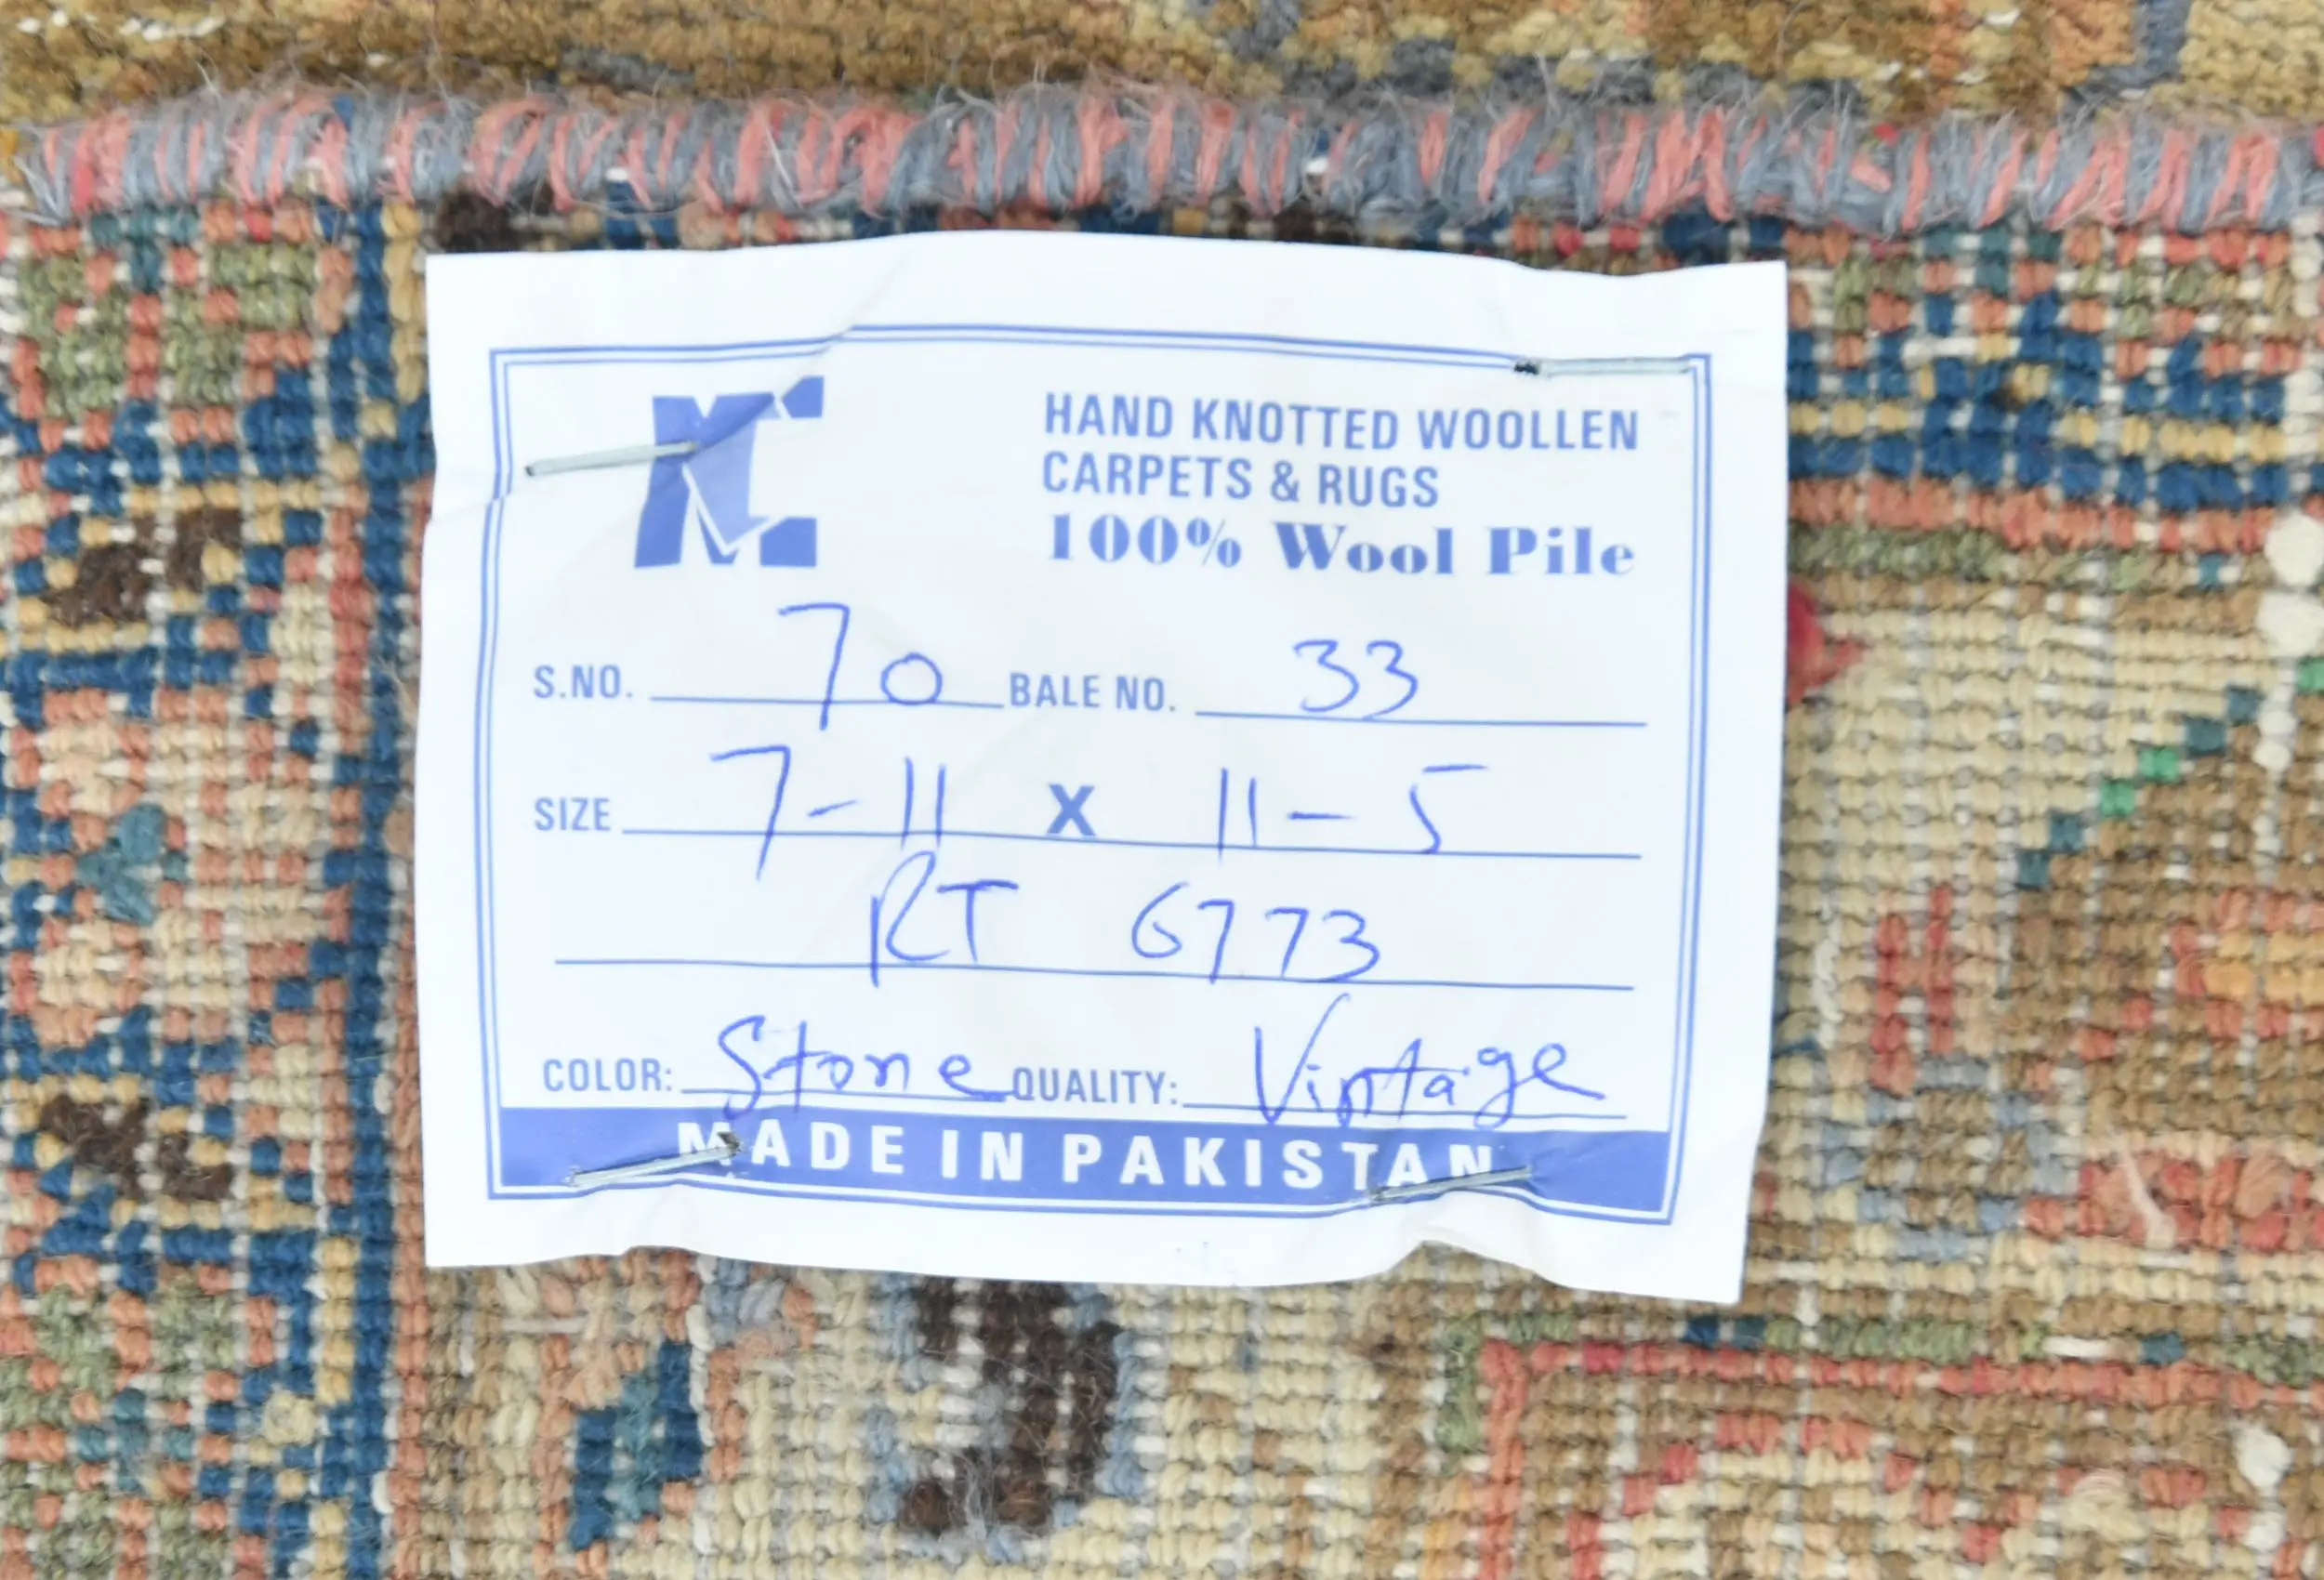 MC
HAND KNOTTED WOOLLEN
CARPETS & RUGS
100% Wool Pile
S.NO. 70 BALE NO. 33
SIZE 7-11 X 11-5
RT 6773
COLOR: Stone QUALITY: Vintage
MADE IN PAKISTAN